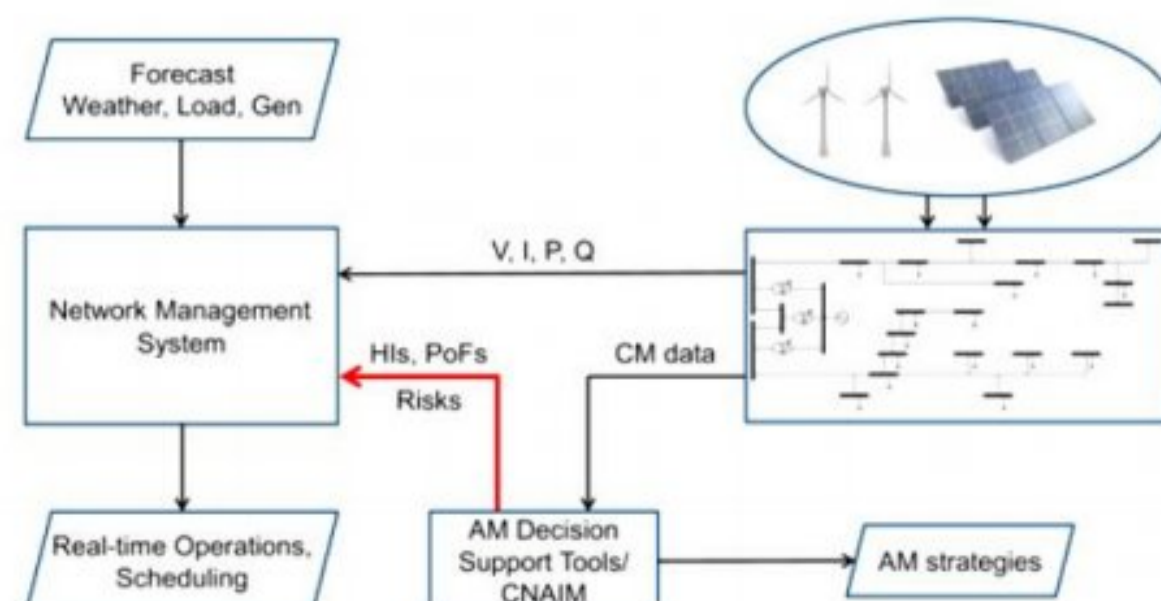 Forecast
Weather, Load, Gen
V, I, P, Q
Network Management
System
HIs, PoFs
Risks
CM data
Real-time Operations,
Scheduling
AM Decision
Support Tools/
CNAIM
AM strategies